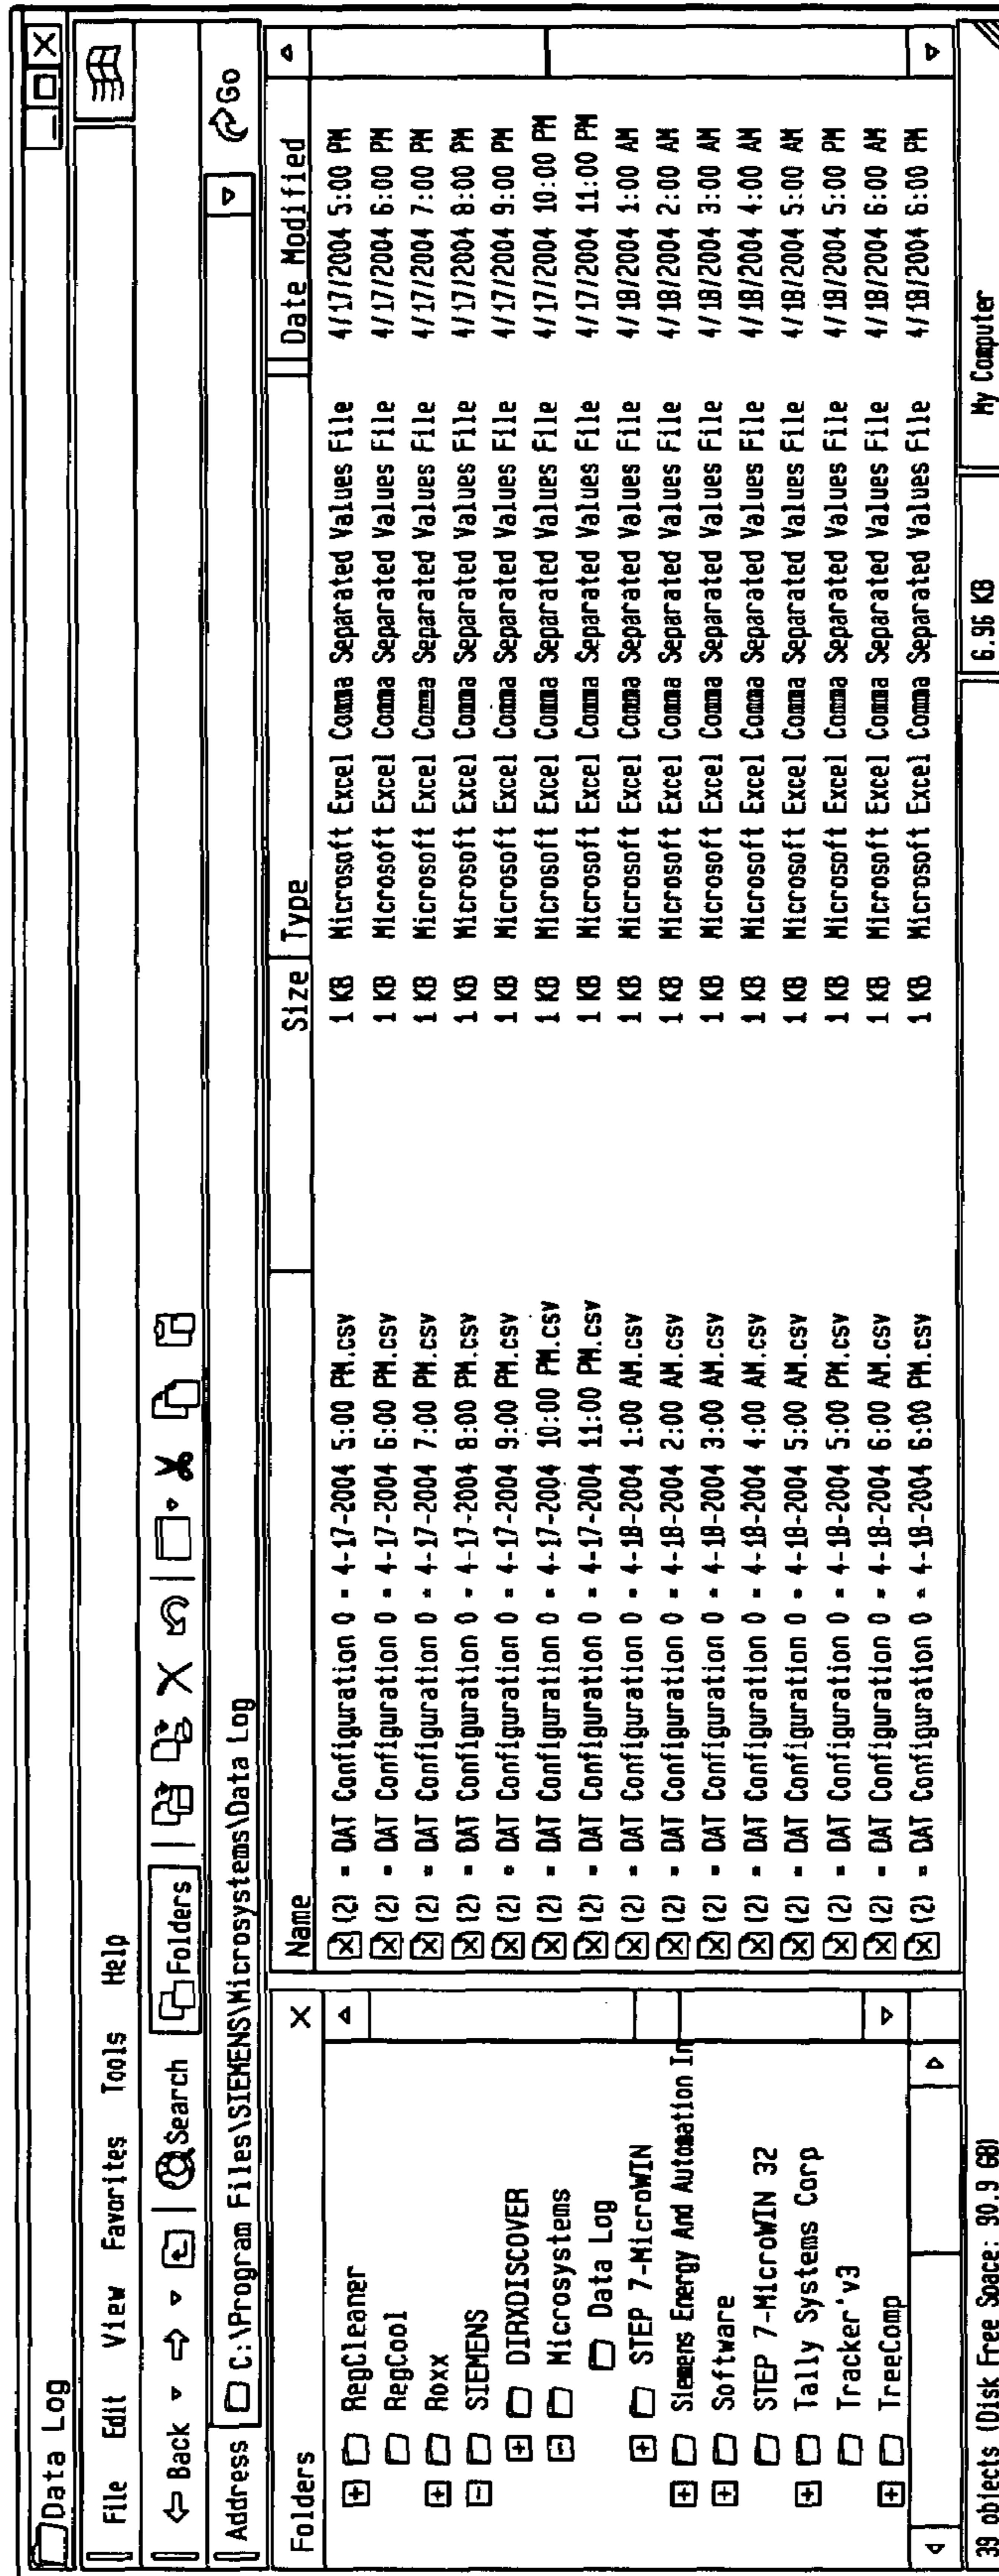 Data Log
File Edit View Favorites Tools Help
Back Search Folders
Address C:\Program Files\SIEMENS\Microsystems\Data Log Go
Folders
RegCleaner
RegCool
Roxx
SIEMENS
DIRXDISCOVER
Microsystems
Data Log
STEP 7-MicroWIN
Siemens Energy And Automation In
Software
STEP 7-MicroWIN 32
Tally Systems Corp
Tracker'v3
TreeComp
Name Size Type Date Modified
(2) - DAT Configuration 0 - 4-17-2004 5:00 PM.csv 1 KB Microsoft Excel Comma Separated Values File 4/17/2004 5:00 PM
(2) - DAT Configuration 0 - 4-17-2004 6:00 PM.csv 1 KB Microsoft Excel Comma Separated Values File 4/17/2004 6:00 PM
(2) - DAT Configuration 0 - 4-17-2004 7:00 PM.csv 1 KB Microsoft Excel Comma Separated Values File 4/17/2004 7:00 PM
(2) - DAT Configuration 0 - 4-17-2004 8:00 PM.csv 1 KB Microsoft Excel Comma Separated Values File 4/17/2004 8:00 PM
(2) - DAT Configuration 0 - 4-17-2004 9:00 PM.csv 1 KB Microsoft Excel Comma Separated Values File 4/17/2004 9:00 PM
(2) - DAT Configuration 0 - 4-17-2004 10:00 PM.csv 1 KB Microsoft Excel Comma Separated Values File 4/17/2004 10:00 PM
(2) - DAT Configuration 0 - 4-17-2004 11:00 PM.csv 1 KB Microsoft Excel Comma Separated Values File 4/17/2004 11:00 PM
(2) - DAT Configuration 0 - 4-18-2004 1:00 AM.csv 1 KB Microsoft Excel Comma Separated Values File 4/18/2004 1:00 AM
(2) - DAT Configuration 0 - 4-18-2004 2:00 AM.csv 1 KB Microsoft Excel Comma Separated Values File 4/18/2004 2:00 AM
(2) - DAT Configuration 0 - 4-18-2004 3:00 AM.csv 1 KB Microsoft Excel Comma Separated Values File 4/18/2004 3:00 AM
(2) - DAT Configuration 0 - 4-18-2004 4:00 AM.csv 1 KB Microsoft Excel Comma Separated Values File 4/18/2004 4:00 AM
(2) - DAT Configuration 0 - 4-18-2004 5:00 AM.csv 1 KB Microsoft Excel Comma Separated Values File 4/18/2004 5:00 AM
(2) - DAT Configuration 0 - 4-18-2004 5:00 PM.csv 1 KB Microsoft Excel Comma Separated Values File 4/18/2004 5:00 PM
(2) - DAT Configuration 0 - 4-18-2004 6:00 AM.csv 1 KB Microsoft Excel Comma Separated Values File 4/18/2004 6:00 AM
(2) - DAT Configuration 0 - 4-18-2004 6:00 PM.csv 1 KB Microsoft Excel Comma Separated Values File 4/18/2004 6:00 PM
39 objects (Disk Free Space: 30.9 GB) 6.96 KB My Computer